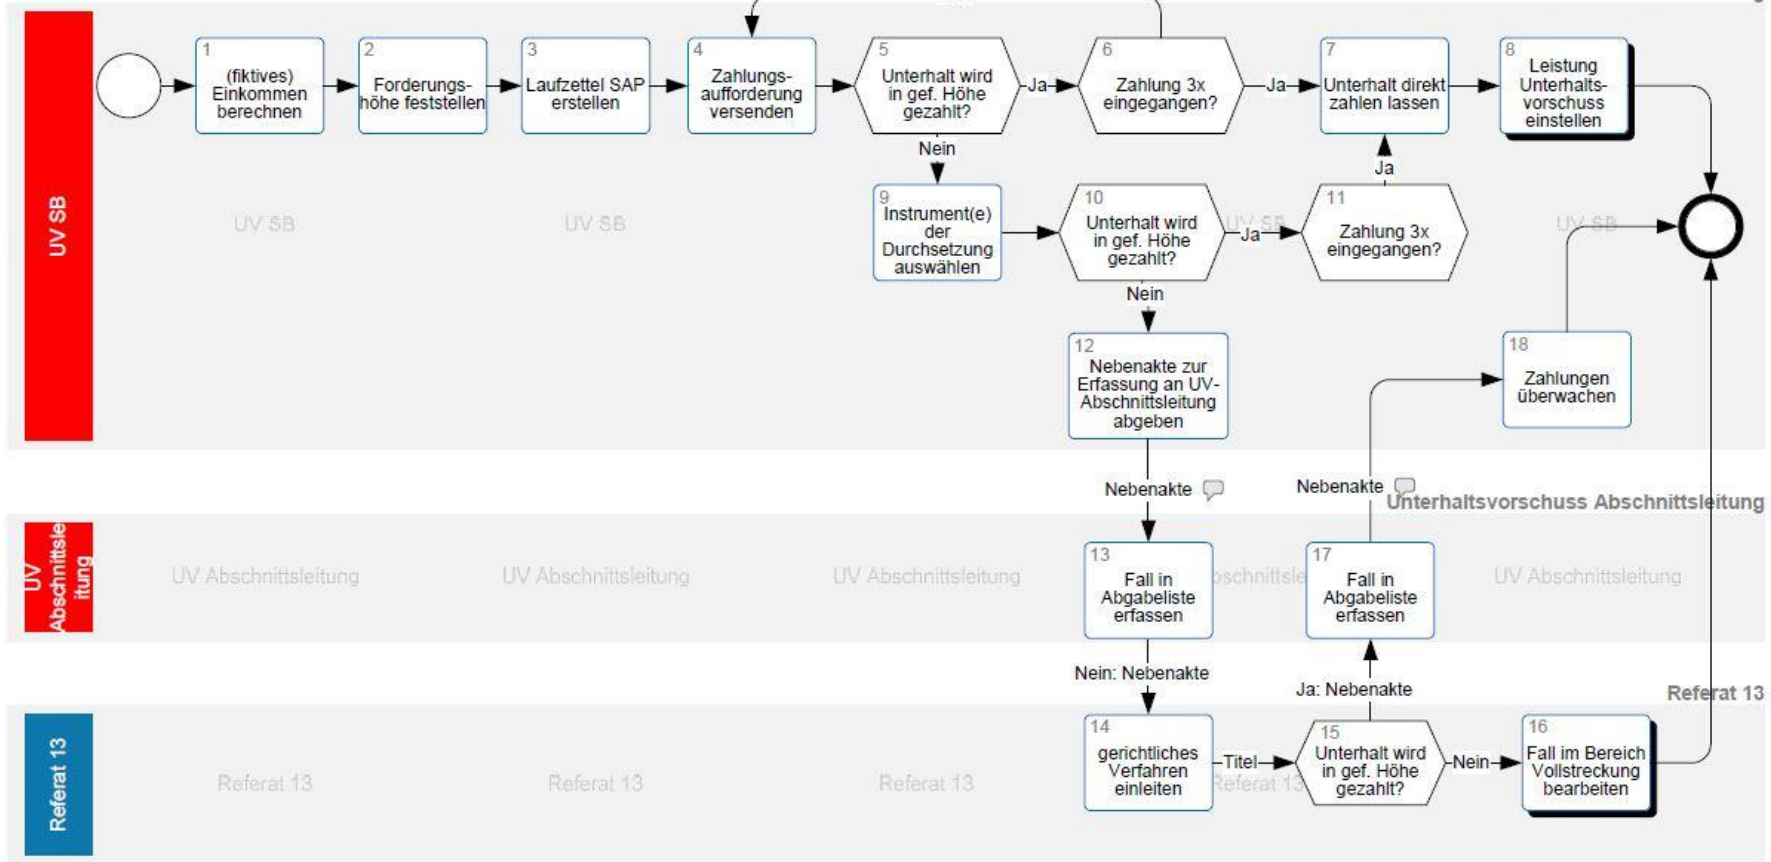 1
(fiktives)
Einkommen
berechnen
2
Forderungs-
höhe feststellen
3
Laufzettel SAP
erstellen
4
Zahlungs-
aufforderung
versenden
5
Unterhalt wird
in gef. Höhe
gezahlt?
Ja
6
Zahlung 3x
eingegangen?
Ja
7
Unterhalt direkt
zahlen lassen
8
Leistung
Unterhalts-
vorschuss
einstellen
Nein
Ja
UV SB
UV SB
UV SB
UV SB
UV SB
9
Instrument(e)
der
Durchsetzung
auswählen
10
Unterhalt wird
in gef. Höhe
gezahlt?
Ja
11
Zahlung 3x
eingegangen?
Nein
12
Nebenakte zur
Erfassung an UV-
Abschnittsleitung
abgeben
18
Zahlungen
überwachen
Nebenakte
Nebenakte
Unterhaltsvorschuss Abschnittsleitung
UV
Abschnittsle
itung
UV Abschnittsleitung
UV Abschnittsleitung
UV Abschnittsleitung
UV Abschnittsleitung
13
Fall in
Abgabeliste
erfassen
17
Fall in
Abgabeliste
erfassen
Nein: Nebenakte
Ja: Nebenakte
Referat 13
Referat 13
Referat 13
Referat 13
Referat 13
Referat 13
14
gerichtliches
Verfahren
einleiten
Titel
15
Unterhalt wird
in gef. Höhe
gezahlt?
Nein
16
Fall im Bereich
Vollstreckung
bearbeiten